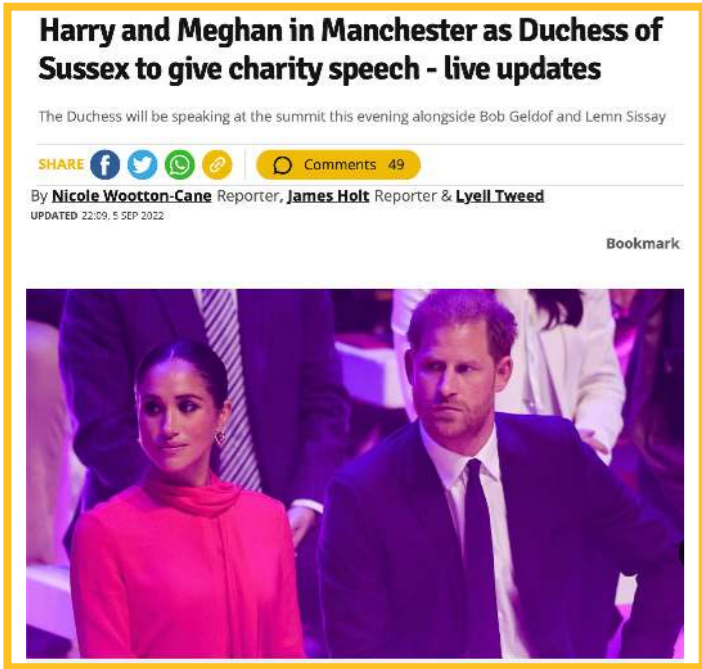 Harry and Meghan in Manchester as Duchess of
Sussex to give charity speech - live updates
The Duchess will be speaking at the summit this evening alongside Bob Geldof and Lemn Sissay
SHARE
Comments 49
By Nicole Wootton-Cane Reporter, James Holt Reporter & Lyell Tweed
UPDATED 22:09, 5 SEP 2022
Bookmark